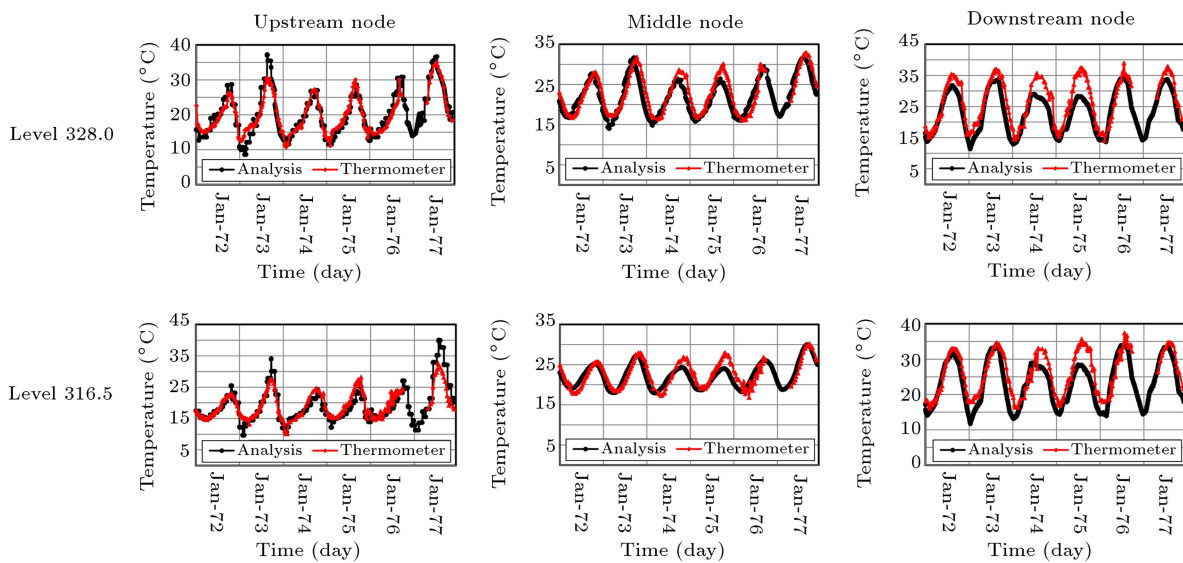 Upstream node
Middle node
Downstream node
Level 328.0
Temperature (°C)
40
30
20
10
0
Analysis
Thermometer
Jan-72
Jan-73
Jan-74
Jan-75
Jan-76
Jan-77
Time (day)
Temperature (°C)
35
25
15
5
Analysis
Thermometer
Jan-72
Jan-73
Jan-74
Jan-75
Jan-76
Jan-77
Time (day)
Temperature (°C)
45
35
25
15
5
Analysis
Thermometer
Jan-72
Jan-73
Jan-74
Jan-75
Jan-76
Jan-77
Time (day)
Level 316.5
Temperature (°C)
45
35
25
15
5
Analysis
Thermometer
Jan-72
Jan-73
Jan-74
Jan-75
Jan-76
Jan-77
Time (day)
Temperature (°C)
35
25
15
5
Analysis
Thermometer
Jan-72
Jan-73
Jan-74
Jan-75
Jan-76
Jan-77
Time (day)
Temperature (°C)
40
30
20
10
0
Analysis
Thermometer
Jan-72
Jan-73
Jan-74
Jan-75
Jan-76
Jan-77
Time (day)